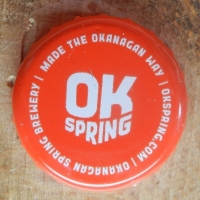 OK
SPRING
MADE THE OKANAGAN WAY | OKSPRING.COM | OKANAGAN SPRING BREWERY |